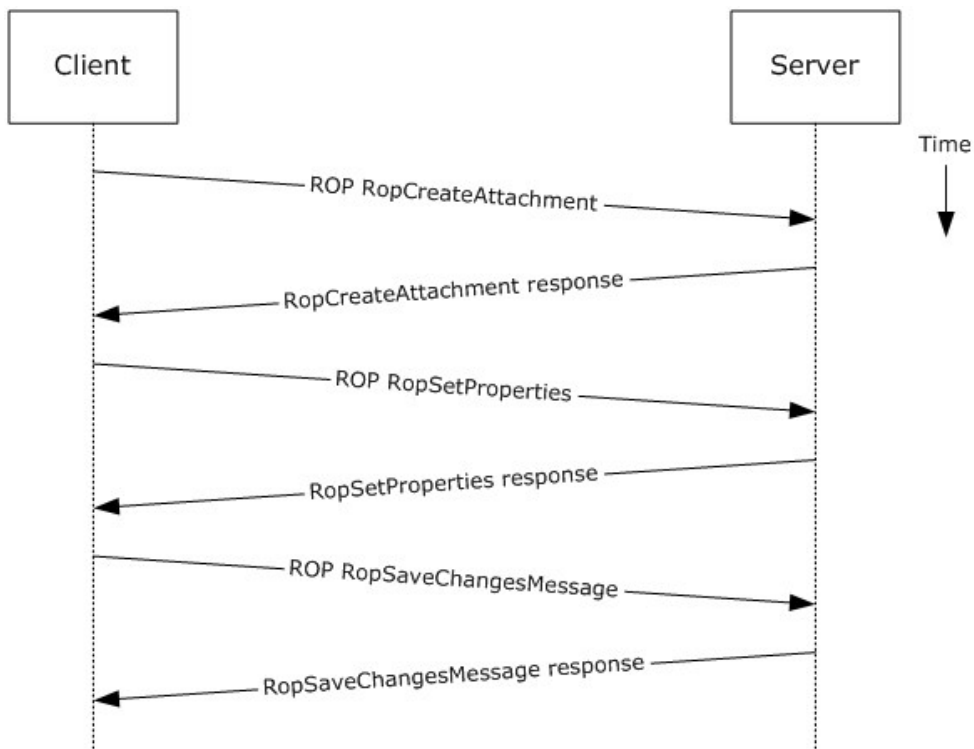 Client
Server
Time
ROP RopCreateAttachment
RopCreateAttachment response
ROP RopSetProperties
RopSetProperties response
ROP RopSaveChangesMessage
RopSaveChangesMessage response